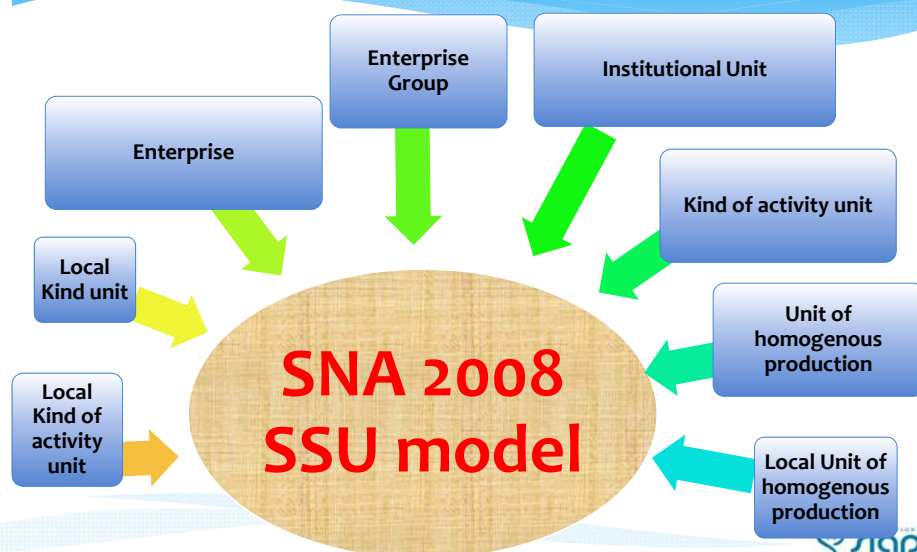 Enterprise
Group
Institutional Unit
Enterprise
Kind of activity unit
Local
Kind unit
Unit of
homogenous
production
SNA 2008
SSU model
Local
Kind of
activity
unit
Local Unit of
homogenous
production